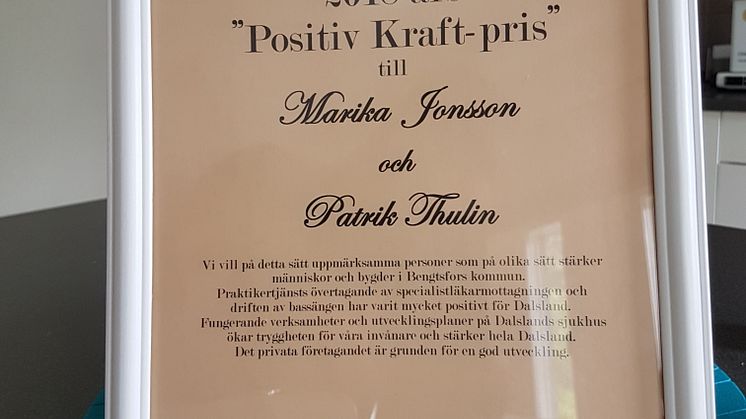 2018 års
”Positiv Kraft-pris”
till
Marika Jonsson
och
Patrik Thulin
Vi vill på detta sätt uppmärksamma personer som på olika sätt stärker
människor och bygder i Bengtsfors kommun.
Praktikertjänsts övertagande av specialistläkarmottagningen och
driften av bassängen har varit mycket positivt för Dalsland.
Fungerande verksamheter och utvecklingsplaner på Dalslands sjukhus
ökar tryggheten för våra invånare och stärker hela Dalsland.
Det privata företagandet är grunden för en god utveckling.